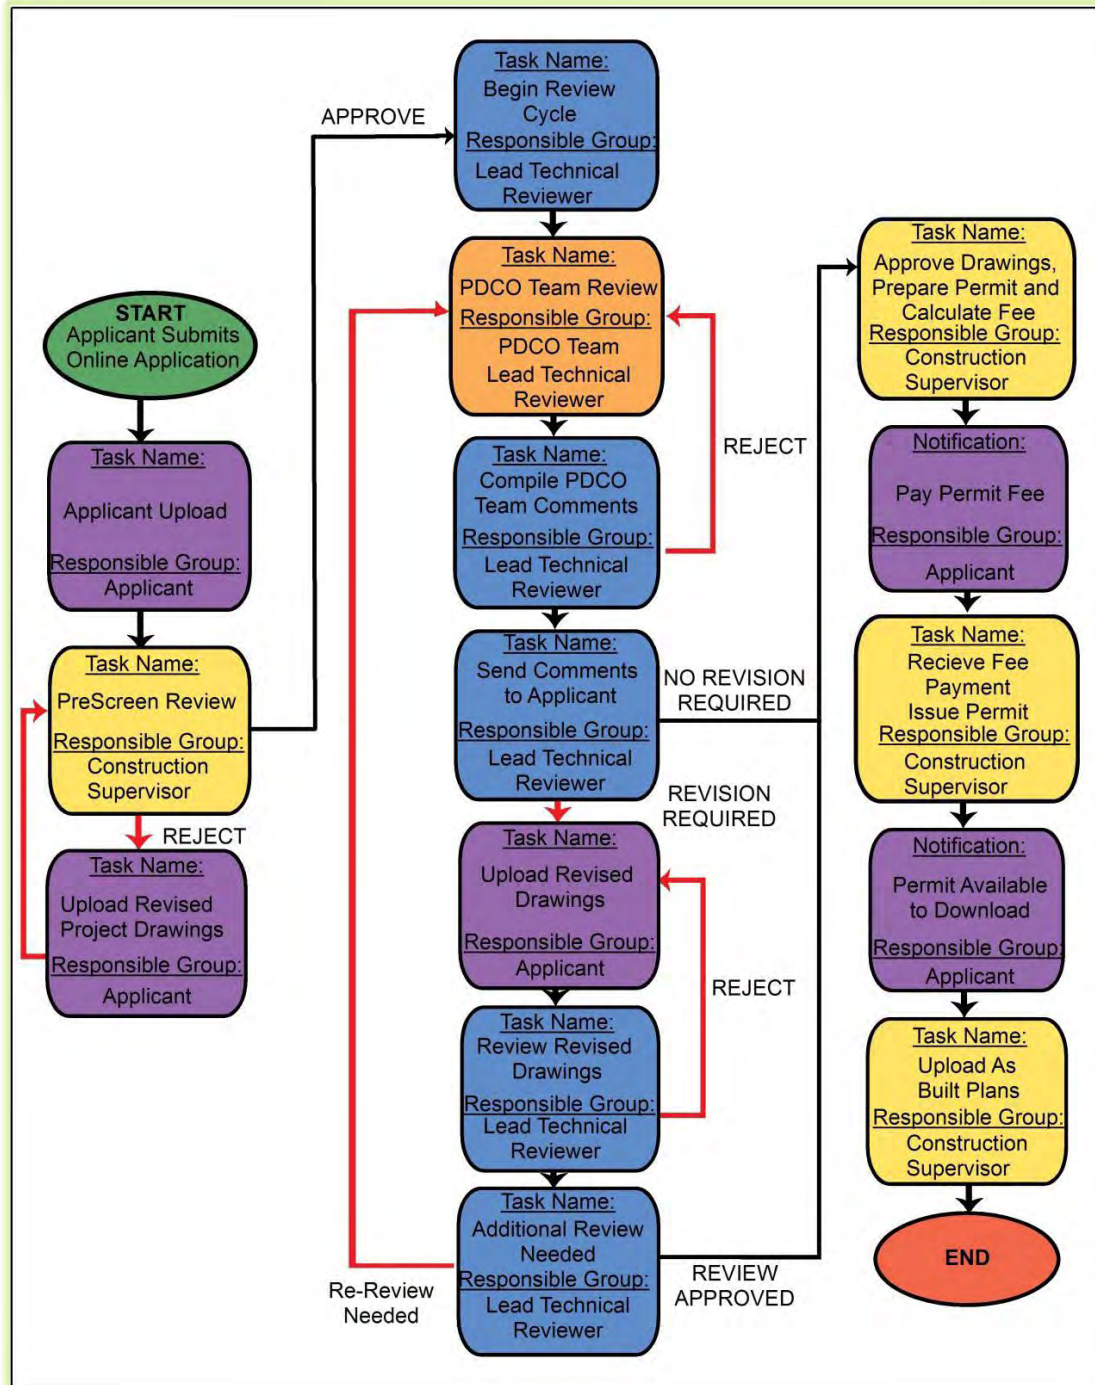 START
Applicant Submits
Online Application
Task Name:
Applicant Upload
Responsible Group:
Applicant
Task Name:
PreScreen Review
Responsible Group:
Construction
Supervisor
REJECT
Task Name:
Upload Revised
Project Drawings
Responsible Group:
Applicant
APPROVE
Task Name:
Begin Review
Cycle
Responsible Group:
Lead Technical
Reviewer
Task Name:
PDCO Team Review
Responsible Group:
PDCO Team
Lead Technical
Reviewer
REJECT
Task Name:
Compile PDCO
Team Comments
Responsible Group:
Lead Technical
Reviewer
Task Name:
Send Comments
to Applicant
Responsible Group:
Lead Technical
Reviewer
NO REVISION
REQUIRED
REVISION
REQUIRED
Task Name:
Upload Revised
Drawings
Responsible Group:
Applicant
REJECT
Task Name:
Review Revised
Drawings
Responsible Group:
Lead Technical
Reviewer
Task Name:
Additional Review
Needed
Responsible Group:
Lead Technical
Reviewer
Re-Review
Needed
REVIEW
APPROVED
Task Name:
Approve Drawings,
Prepare Permit and
Calculate Fee
Responsible Group:
Construction
Supervisor
Notification:
Pay Permit Fee
Responsible Group:
Applicant
Task Name:
Recieve Fee
Payment
Issue Permit
Responsible Group:
Construction
Supervisor
Notification:
Permit Available
to Download
Responsible Group:
Applicant
Task Name:
Upload As
Built Plans
Responsible Group:
Construction
Supervisor
END